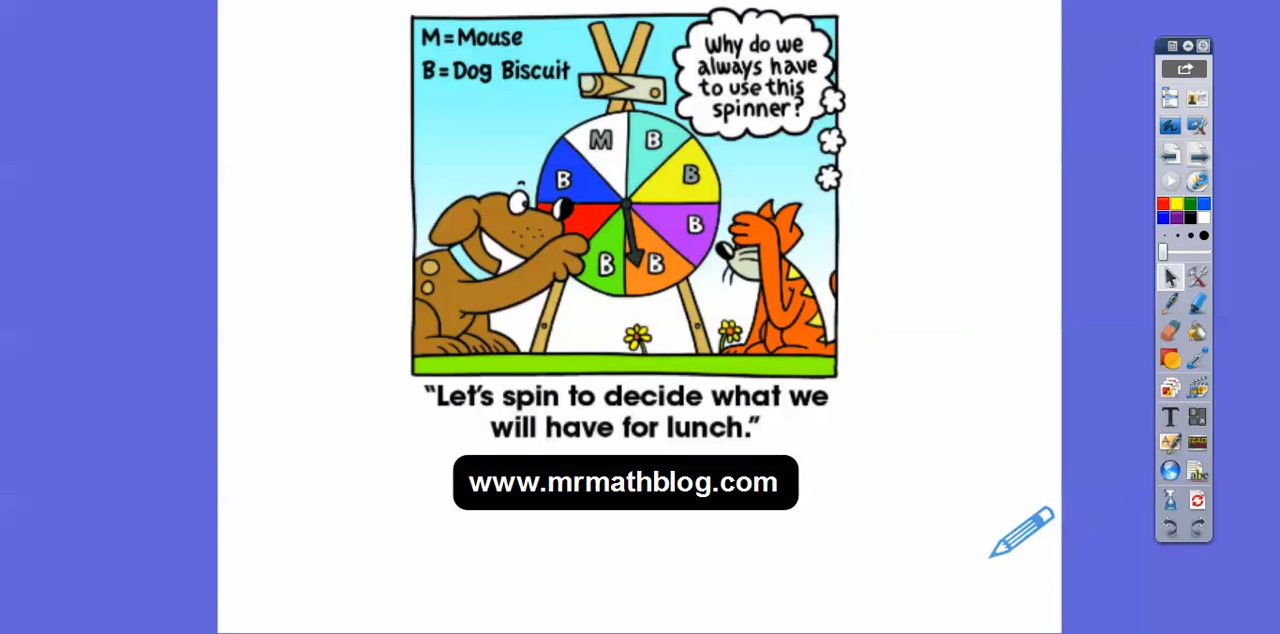 M=Mouse
B=Dog Biscuit
Why do we
always have
to use this
spinner?
M
B
B
B
B
B
B
"Let's spin to decide what we
will have for lunch."
www.mrmathblog.com
T